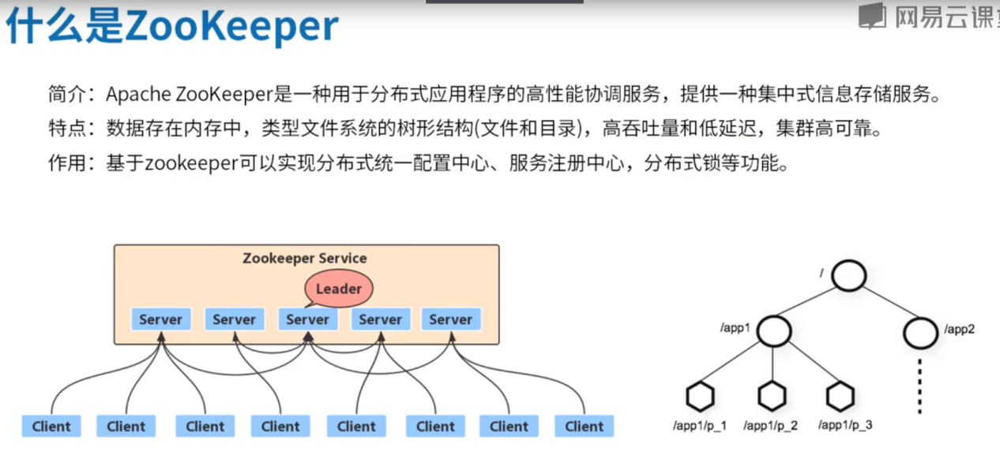 什么是ZooKeeper
网易云课
简介：Apache ZooKeeper是一种用于分布式应用程序的高性能协调服务，提供一种集中式信息存储服务。
特点：数据存在内存中，类型文件系统的树形结构(文件和目录)，高吞吐量和低延迟，集群高可靠。
作用：基于zookeeper可以实现分布式统一配置中心、服务注册中心，分布式锁等功能。
Zookeeper Service
Leader
Server Server Server Server Server
Client Client Client Client Client Client Client Client
/
/app1 /app2
/app1/p_1 /app1/p_2 /app1/p_3